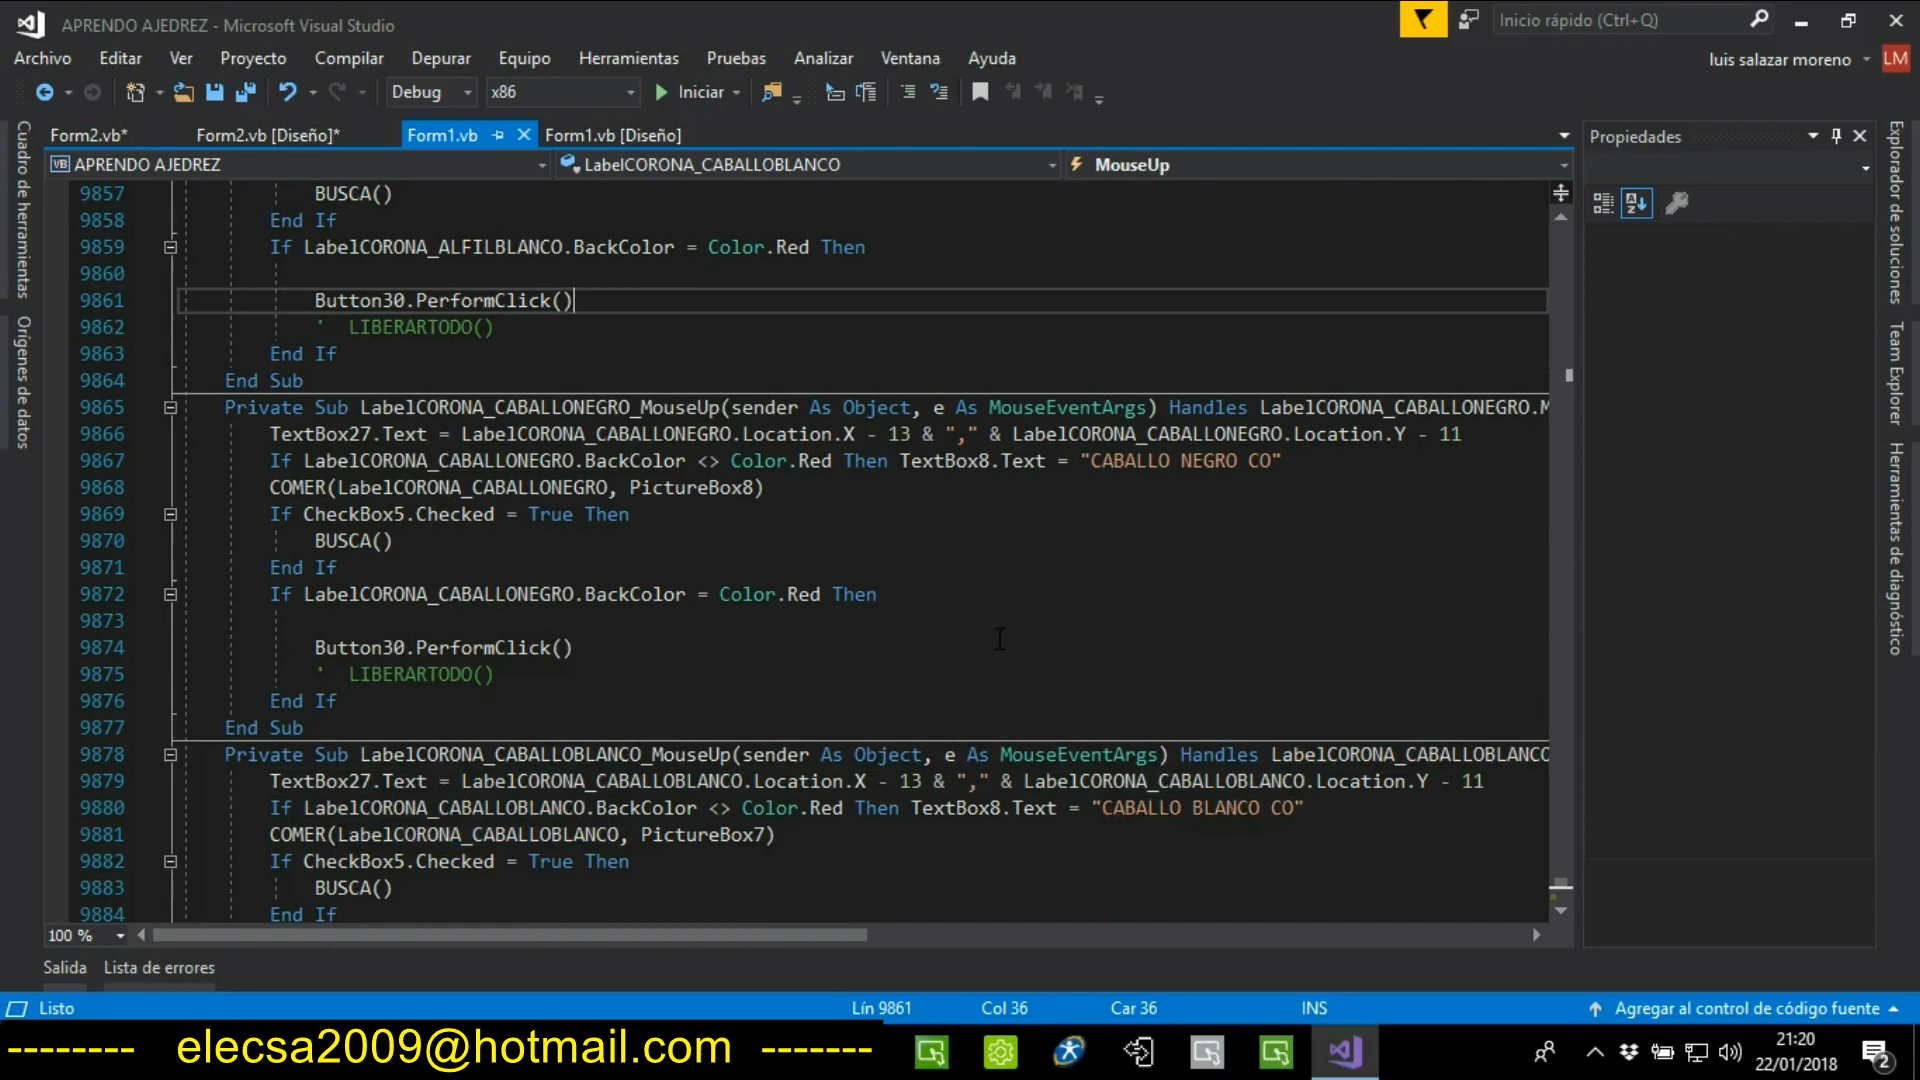 APRENDO AJEDREZ - Microsoft Visual Studio
Inicio rápido (Ctrl+Q)
Archivo Editar Ver Proyecto Compilar Depurar Equipo Herramientas Pruebas Analizar Ventana Ayuda
luis salazar moreno LM
Debug x86 Iniciar
Cuadro de herramientas
Orígenes de datos
Form2.vb* Form2.vb [Diseño]* Form1.vb Form1.vb [Diseño]
APRENDO AJEDREZ LabelCORONA_CABALLOBLANCO MouseUp
9857 BUSCA()
9858 End If
9859 If LabelCORONA_ALFILBLANCO.BackColor = Color.Red Then
9860
9861 Button30.PerformClick()
9862 ' LIBERARTODO()
9863 End If
9864 End Sub
9865 Private Sub LabelCORONA_CABALLONEGRO_MouseUp(sender As Object, e As MouseEventArgs) Handles LabelCORONA_CABALLONEGRO.M
9866 TextBox27.Text = LabelCORONA_CABALLONEGRO.Location.X - 13 & "," & LabelCORONA_CABALLONEGRO.Location.Y - 11
9867 If LabelCORONA_CABALLONEGRO.BackColor <> Color.Red Then TextBox8.Text = "CABALLO NEGRO CO"
9868 COMER(LabelCORONA_CABALLONEGRO, PictureBox8)
9869 If CheckBox5.Checked = True Then
9870 BUSCA()
9871 End If
9872 If LabelCORONA_CABALLONEGRO.BackColor = Color.Red Then
9873
9874 Button30.PerformClick()
9875 ' LIBERARTODO()
9876 End If
9877 End Sub
9878 Private Sub LabelCORONA_CABALLOBLANCO_MouseUp(sender As Object, e As MouseEventArgs) Handles LabelCORONA_CABALLOBLANCO
9879 TextBox27.Text = LabelCORONA_CABALLOBLANCO.Location.X - 13 & "," & LabelCORONA_CABALLOBLANCO.Location.Y - 11
9880 If LabelCORONA_CABALLOBLANCO.BackColor <> Color.Red Then TextBox8.Text = "CABALLO BLANCO CO"
9881 COMER(LabelCORONA_CABALLOBLANCO, PictureBox7)
9882 If CheckBox5.Checked = True Then
9883 BUSCA()
9884 End If
100 %
Propiedades
Explorador de soluciones
Team Explorer
Herramientas de diagnóstico
Salida Lista de errores
Listo Lín 9861 Col 36 Car 36 INS Agregar al control de código fuente
-------- elecsa2009@hotmail.com -------
21:20
22/01/2018
2